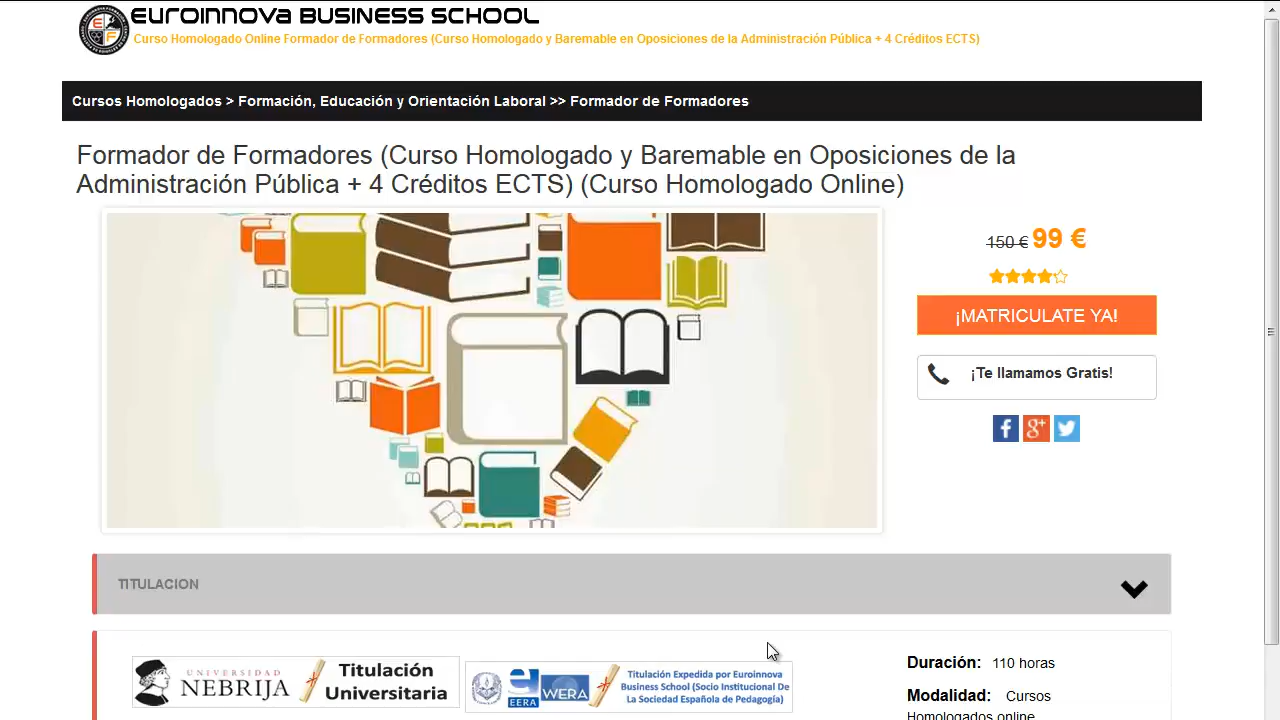 EUROINNOVA BUSINESS SCHOOL
Curso Homologado Online Formador de Formadores (Curso Homologado y Baremable en Oposiciones de la Administración Pública + 4 Créditos ECTS)
Cursos Homologados > Formación, Educación y Orientación Laboral >> Formador de Formadores
Formador de Formadores (Curso Homologado y Baremable en Oposiciones de la
Administración Pública + 4 Créditos ECTS) (Curso Homologado Online)
150 € 99 €
¡MATRICULATE YA!
¡Te llamamos Gratis!
TITULACION
UNIVERSIDAD
NEBRIJA
Titulación
Universitaria
EERA
WERA
Titulación Expedida por Euroinnova
Business School (Socio Institucional De
La Sociedad Española de Pedagogía)
Duración: 110 horas
Modalidad: Cursos
Homologados online